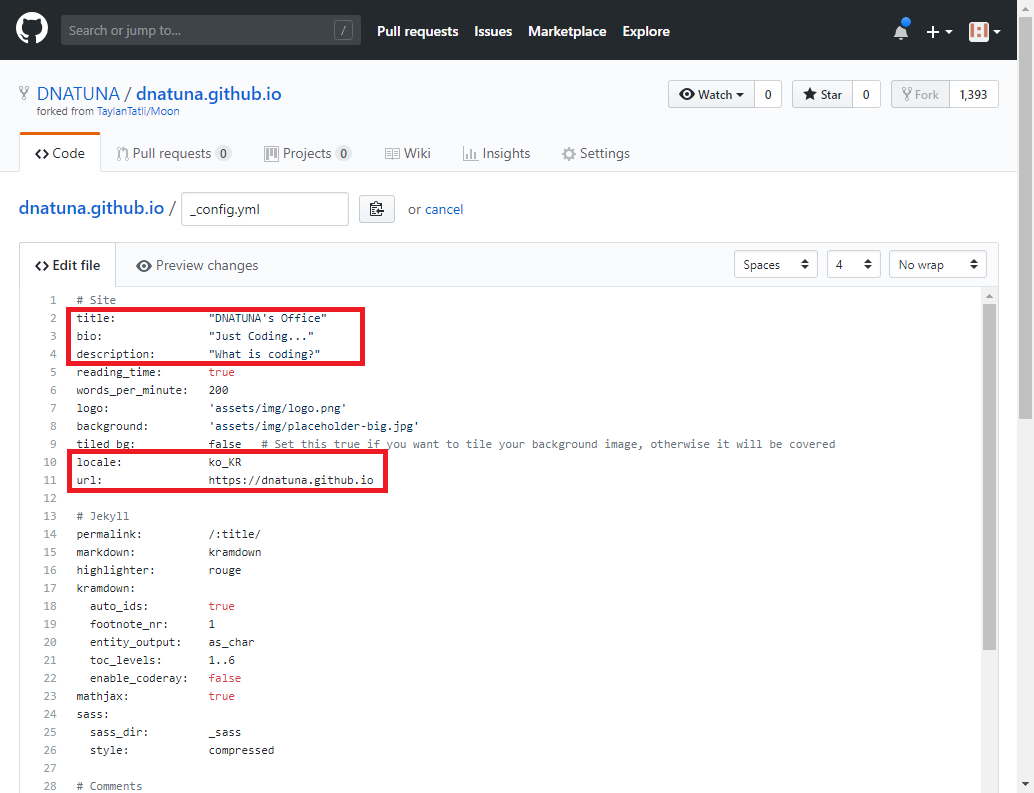 Search or jump to... /
Pull requests Issues Marketplace Explore
DNATUNA / dnatuna.github.io
forked from TaylanTatli/Moon
Watch 0 Star 0 Fork 1,393
Code Pull requests 0 Projects 0 Wiki Insights Settings
dnatuna.github.io / _config.yml or cancel
Edit file Preview changes Spaces 4 No wrap
1 # Site
2 title: "DNATUNA's Office"
3 bio: "Just Coding..."
4 description: "What is coding?"
5 reading_time: true
6 words_per_minute: 200
7 logo: 'assets/img/logo.png'
8 background: 'assets/img/placeholder-big.jpg'
9 tiled_bg: false # Set this true if you want to tile your background image, otherwise it will be covered
10 locale: ko_KR
11 url: https://dnatuna.github.io
12
13 # Jekyll
14 permalink: /:title/
15 markdown: kramdown
16 highlighter: rouge
17 kramdown:
18 auto_ids: true
19 footnote_nr: 1
20 entity_output: as_char
21 toc_levels: 1..6
22 enable_coderay: false
23 mathjax: true
24 sass:
25 sass_dir: _sass
26 style: compressed
27
28 # Comments